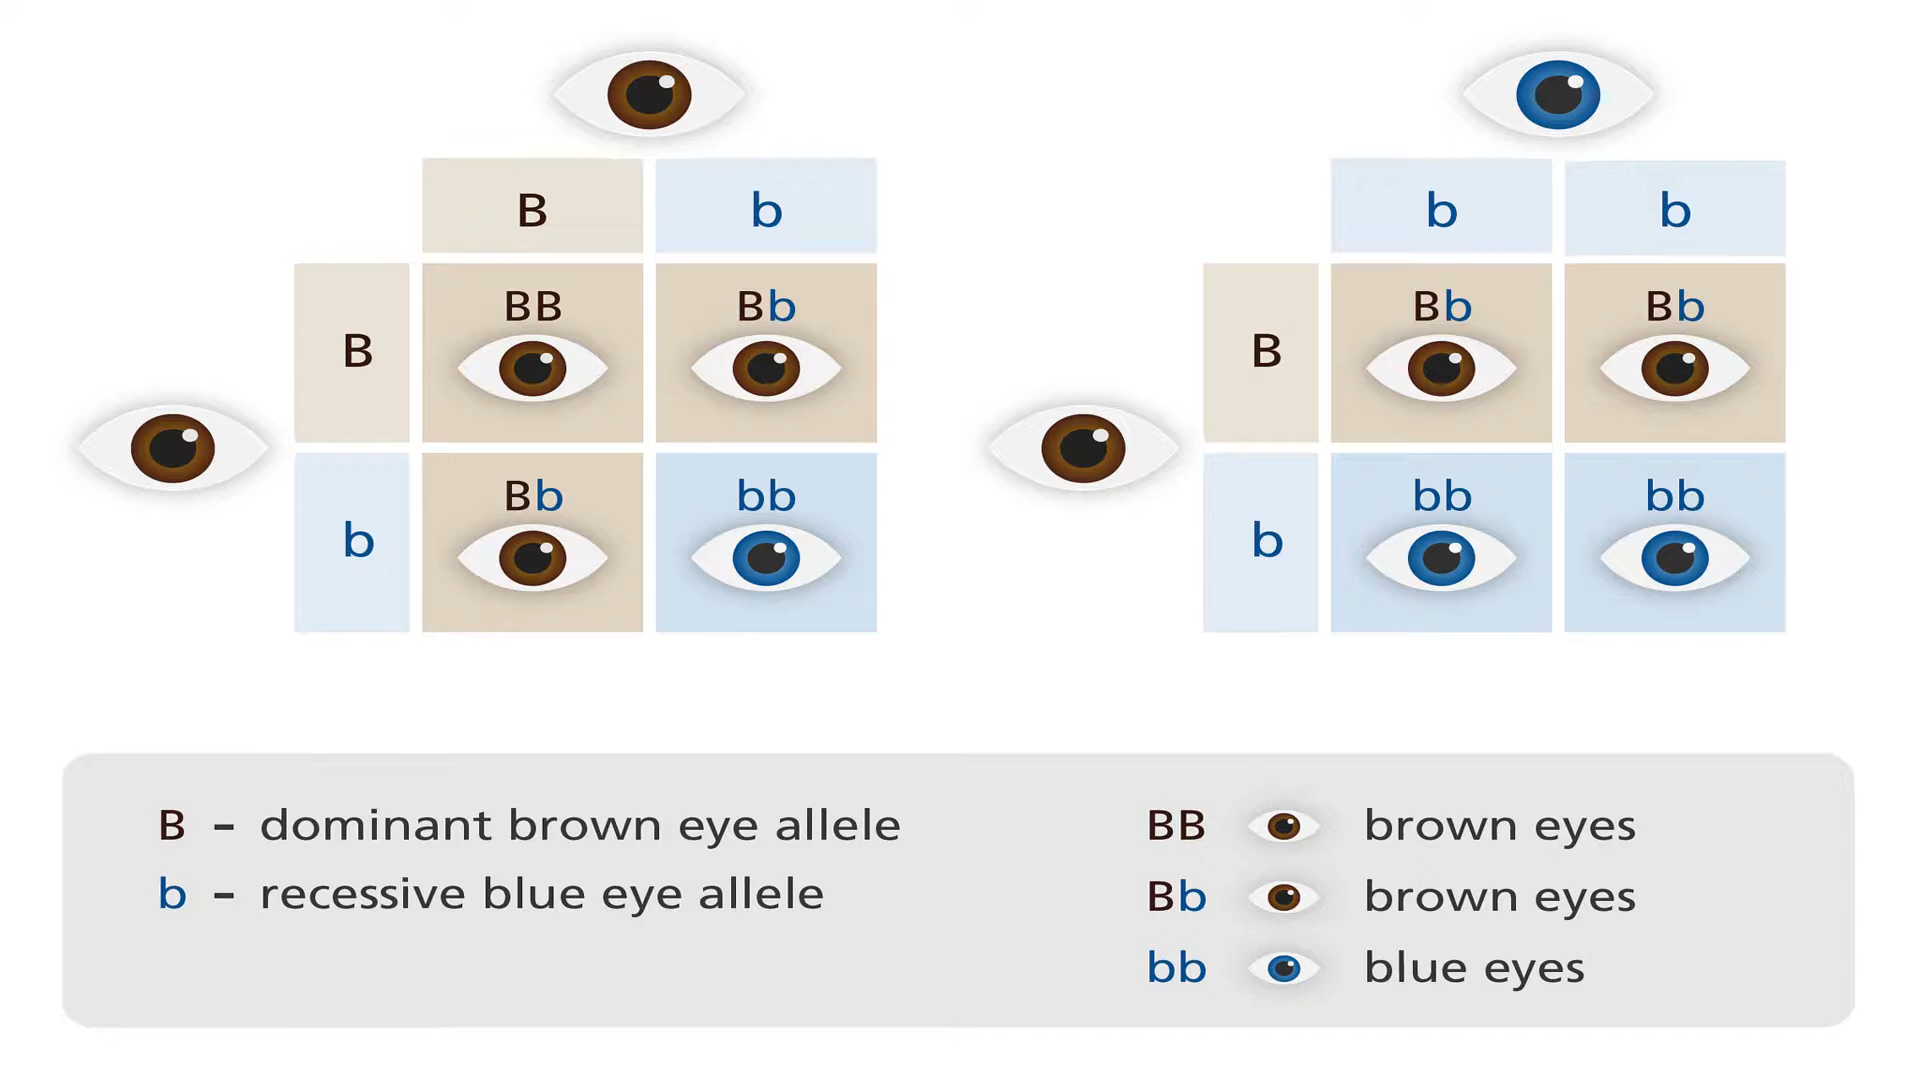 B b b b
B BB Bb B Bb Bb
b Bb bb b bb bb
B – dominant brown eye allele
b – recessive blue eye allele
BB brown eyes
Bb brown eyes
bb blue eyes